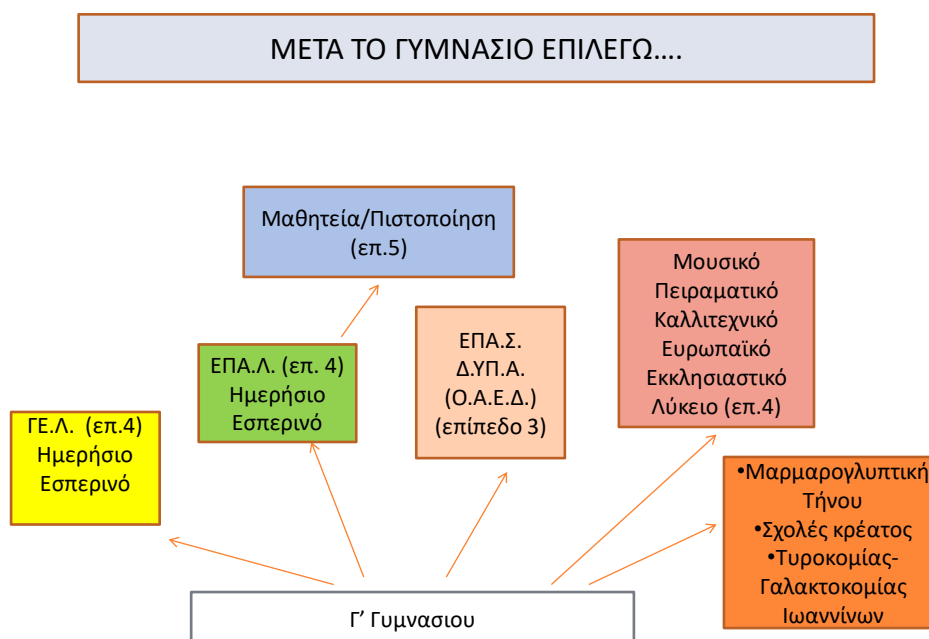 ΜΕΤΑ ΤΟ ΓΥΜΝΑΣΙΟ ΕΠΙΛΕΓΩ....
Μαθητεία/Πιστοποίηση
(επ.5)
Μουσικό
Πειραματικό
Καλλιτεχνικό
Ευρωπαϊκό
Εκκλησιαστικό
Λύκειο (επ.4)
ΕΠΑ.Σ.
Δ.ΥΠ.Α.
(Ο.Α.Ε.Δ.)
(επίπεδο 3)
ΕΠΑ.Λ. (επ. 4)
Ημερήσιο
Εσπερινό
ΓΕ.Λ. (επ.4)
Ημερήσιο
Εσπερινό
•Μαρμαρογλυπτική
Τήνου
•Σχολές κρέατος
•Τυροκομίας-
Γαλακτοκομίας
Ιωαννίνων
Γ’ Γυμνασιου